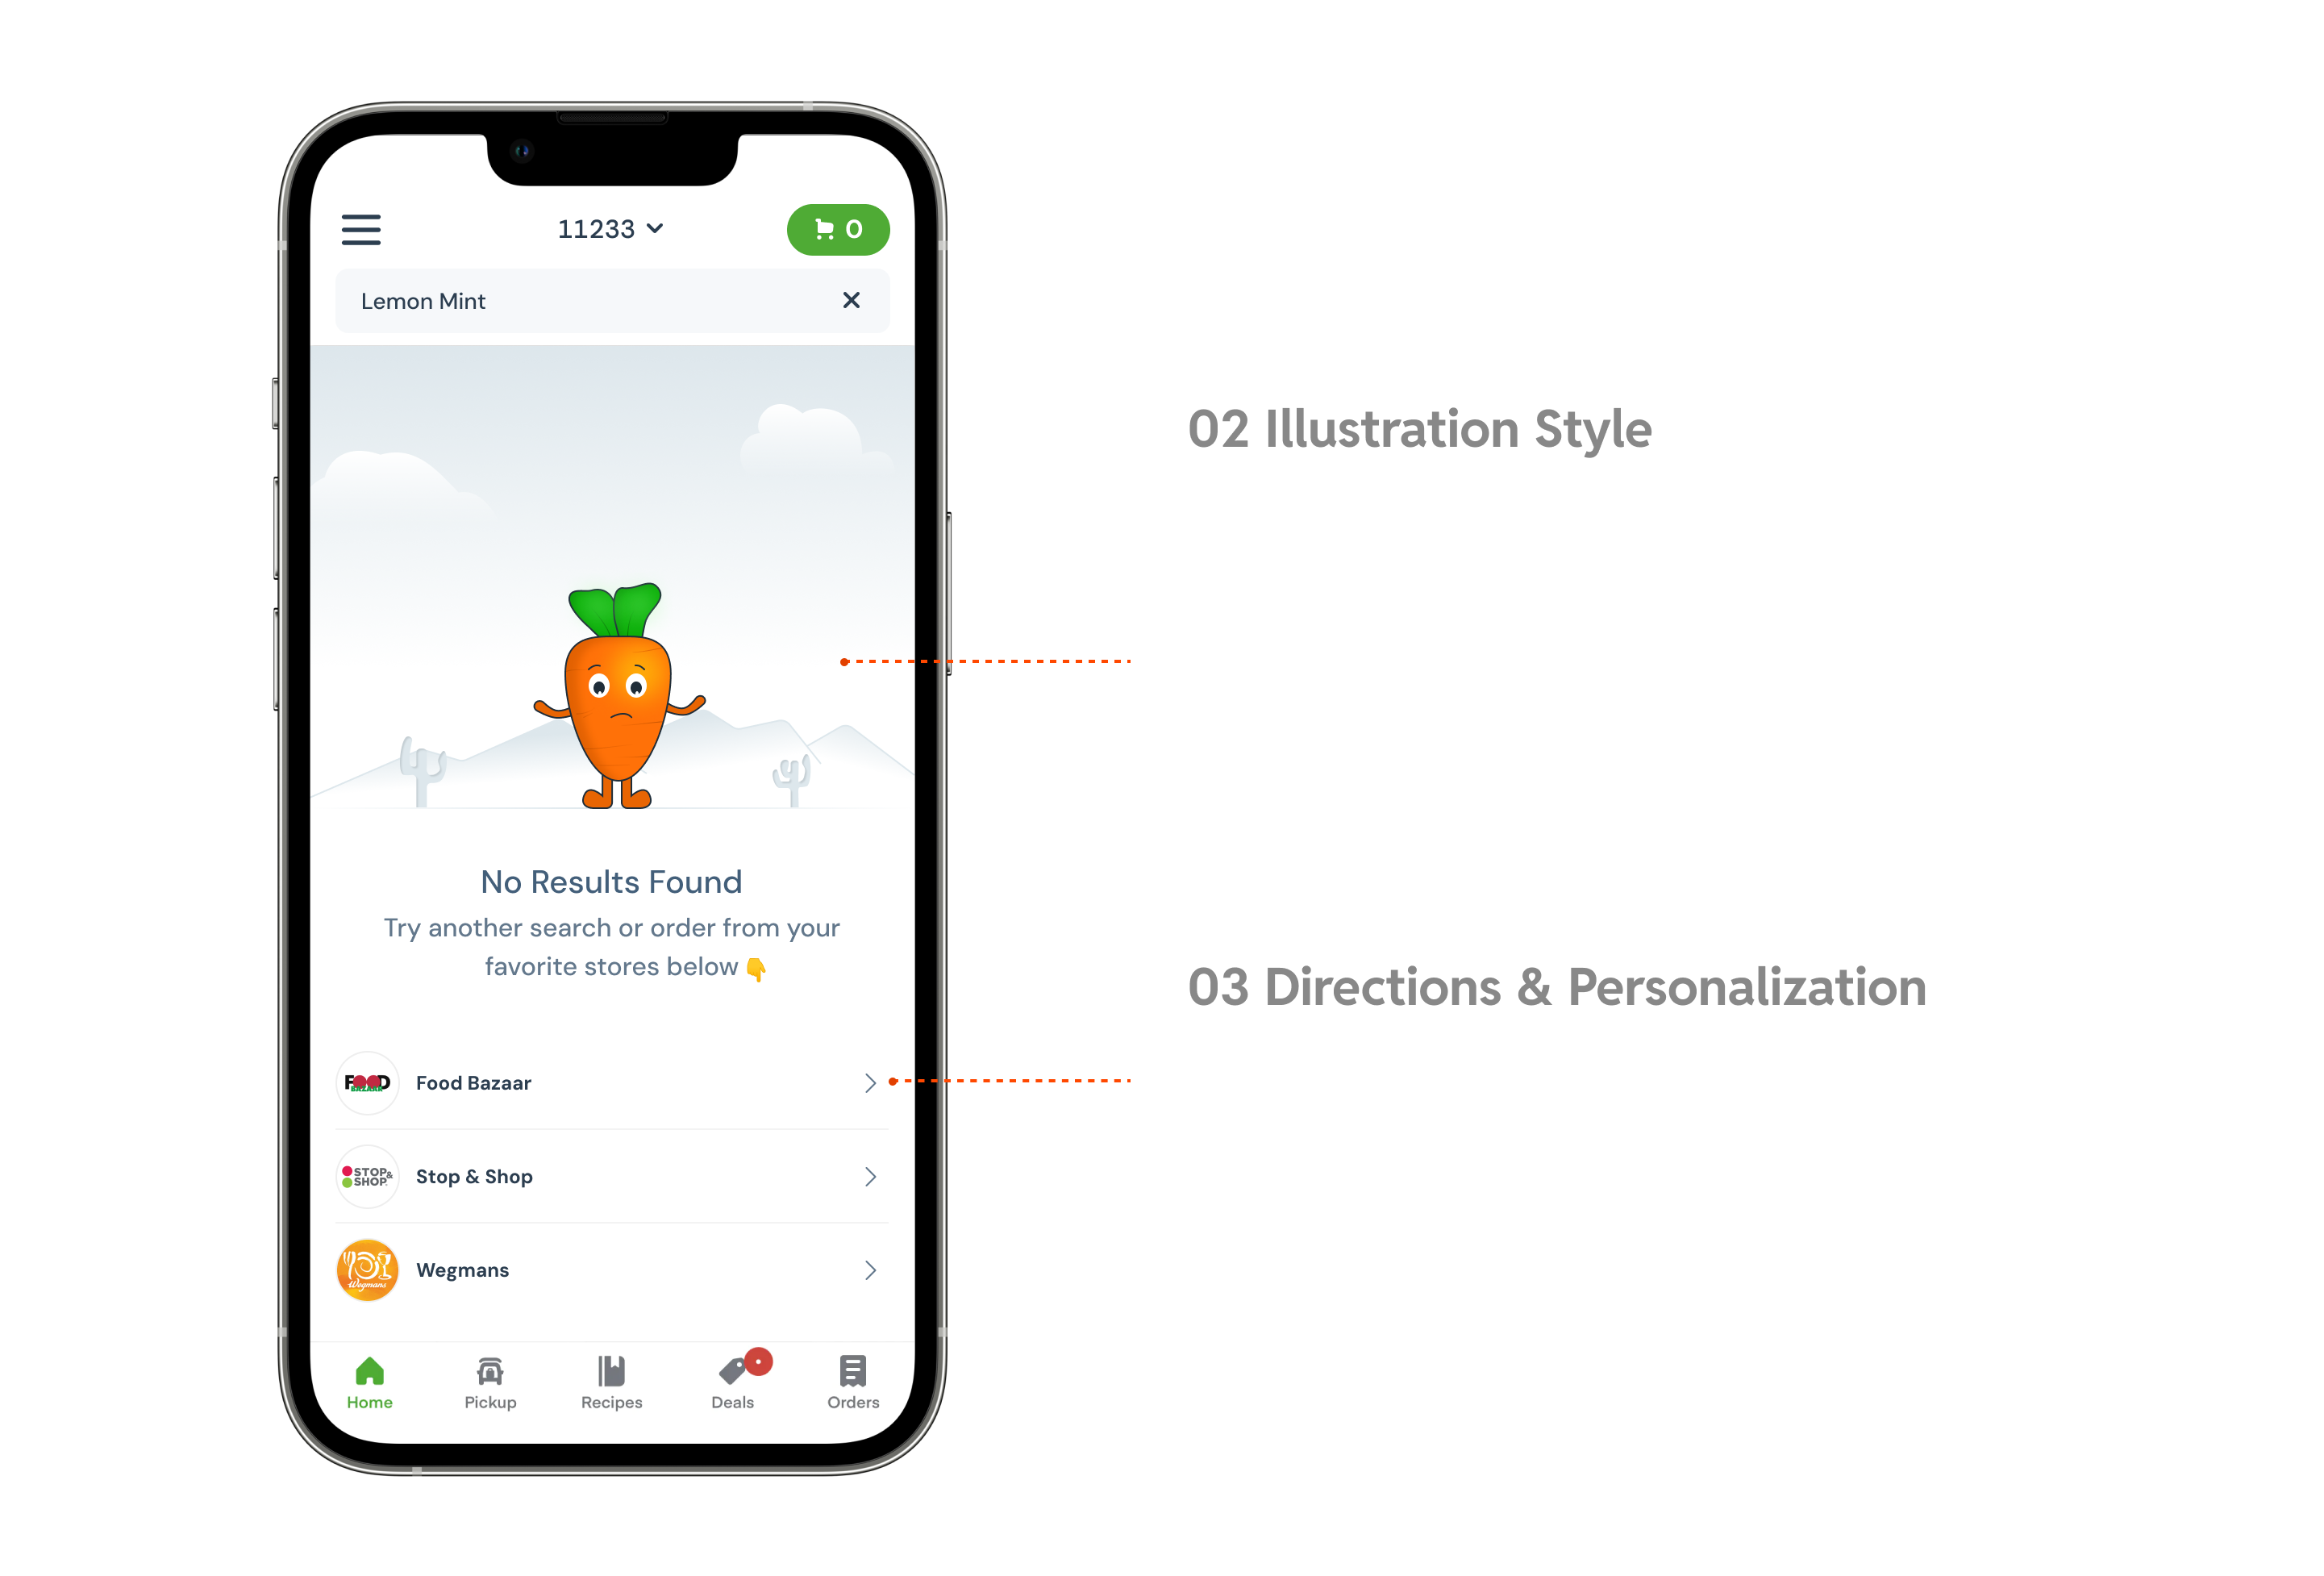 11233
0
Lemon Mint
02 Illustration Style
No Results Found
Try another search or order from your
favorite stores below 👇
03 Directions & Personalization
FOOD
BAZAAR
Food Bazaar
STOP&
SHOP
Stop & Shop
Wegmans
Wegmans
Home
Pickup
Recipes
Deals
Orders